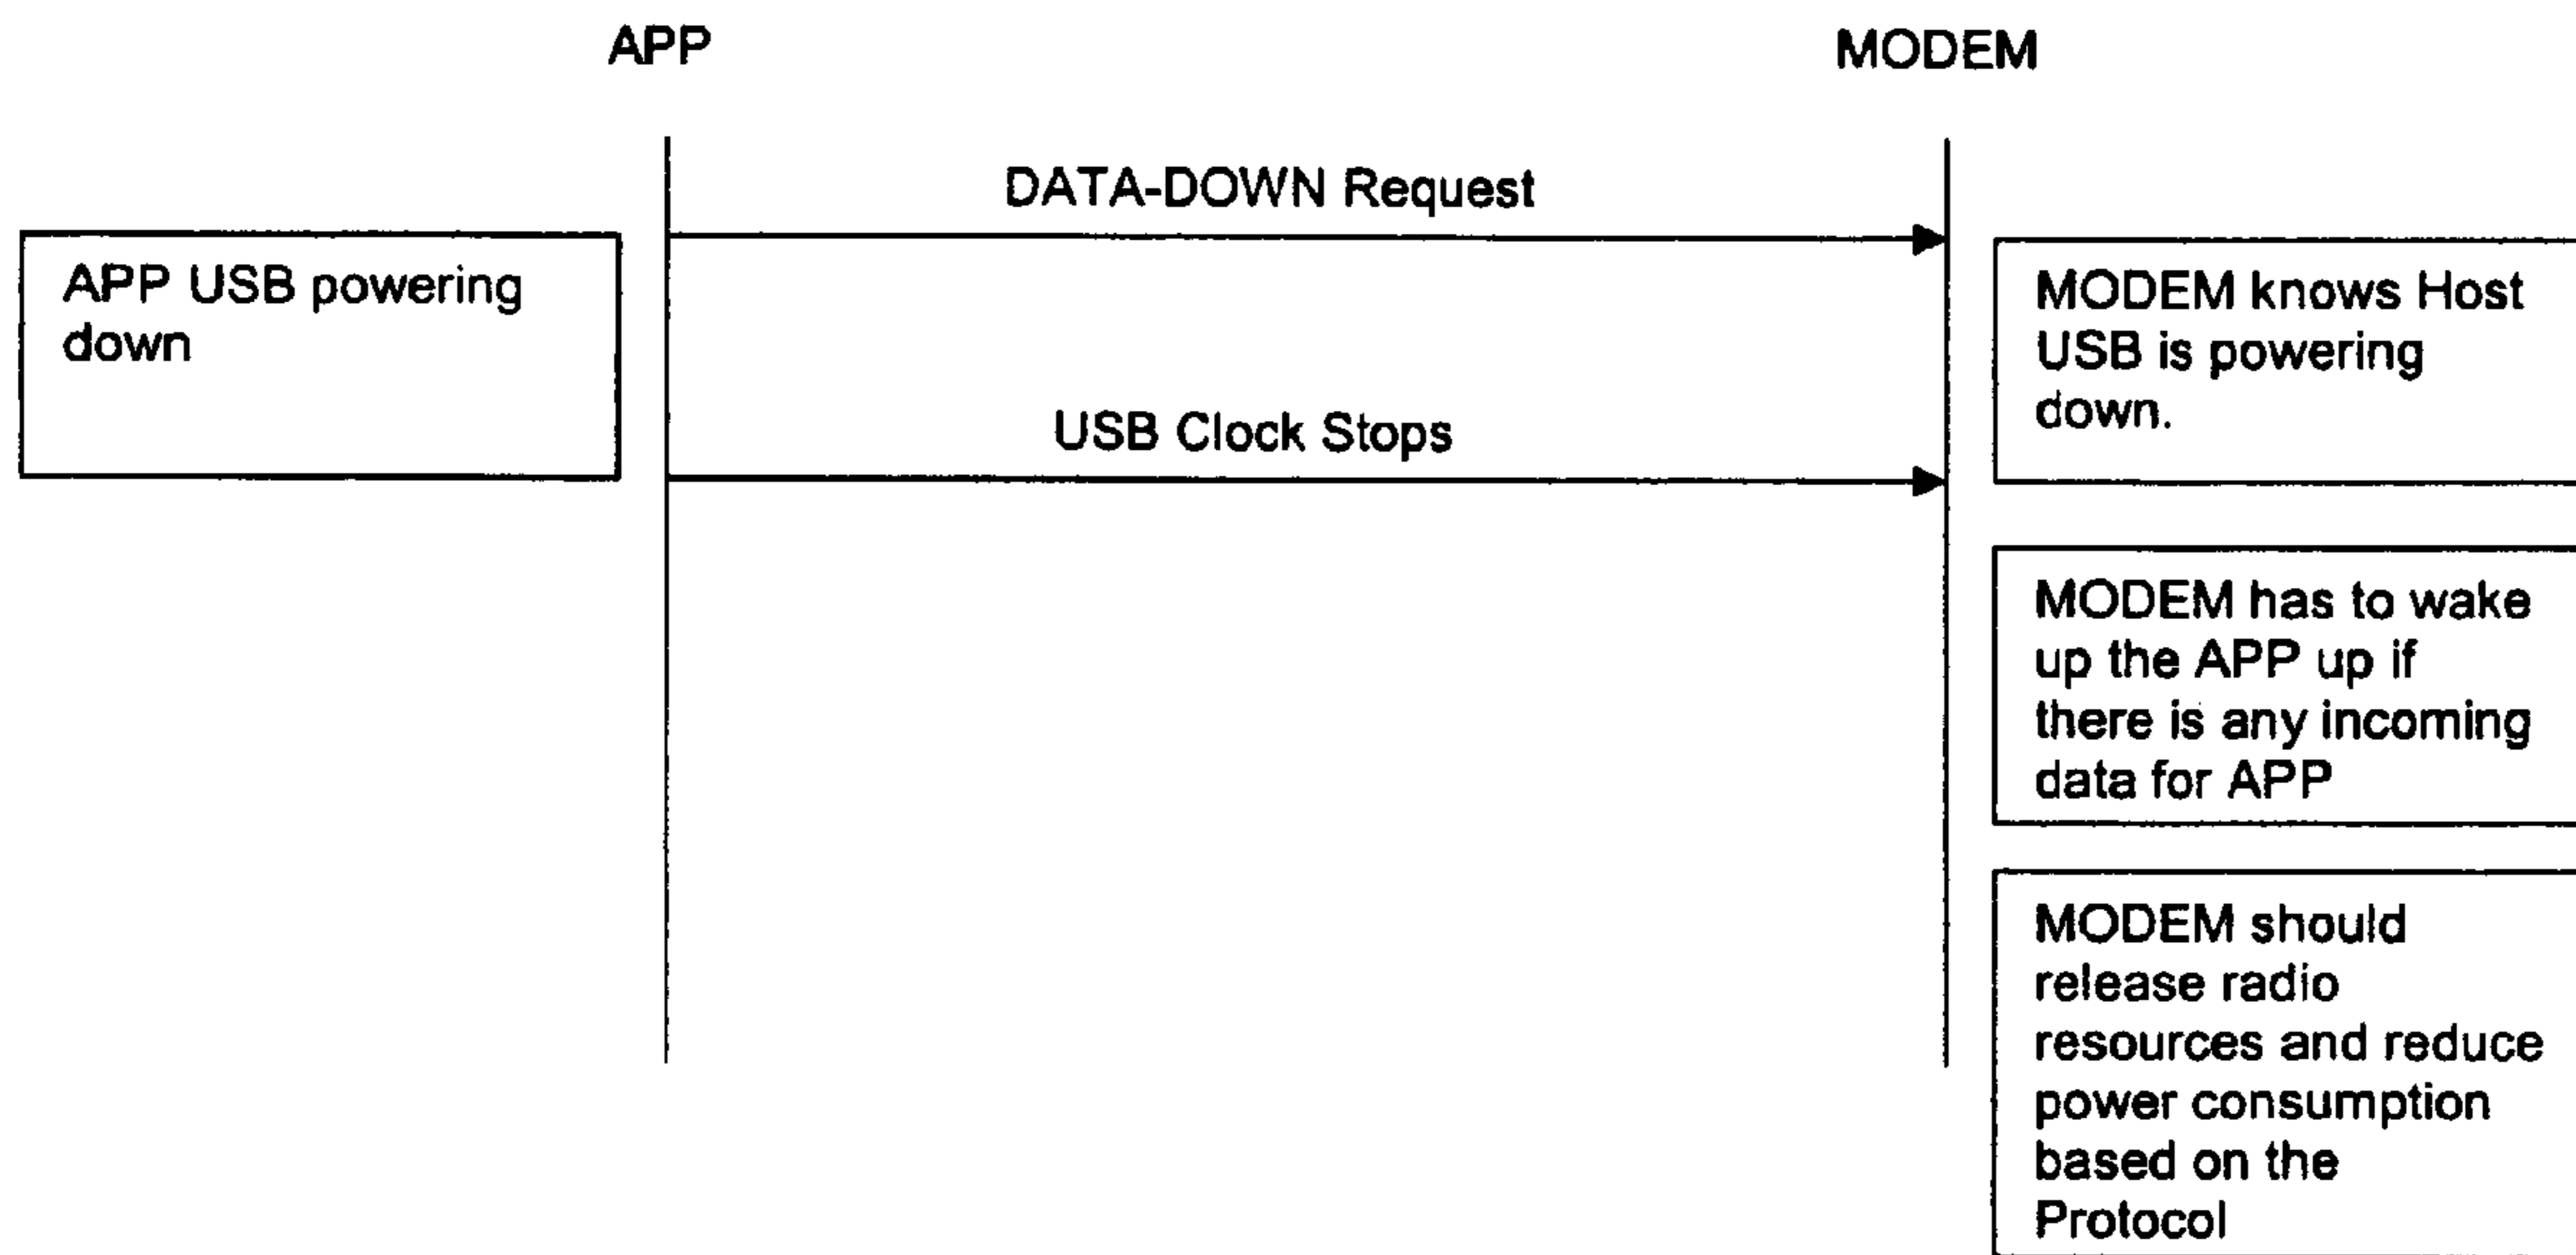 APP
MODEM
DATA-DOWN Request
APP USB powering
down
MODEM knows Host
USB is powering
down.
USB Clock Stops
MODEM has to wake
up the APP up if
there is any incoming
data for APP
MODEM should
release radio
resources and reduce
power consumption
based on the
Protocol